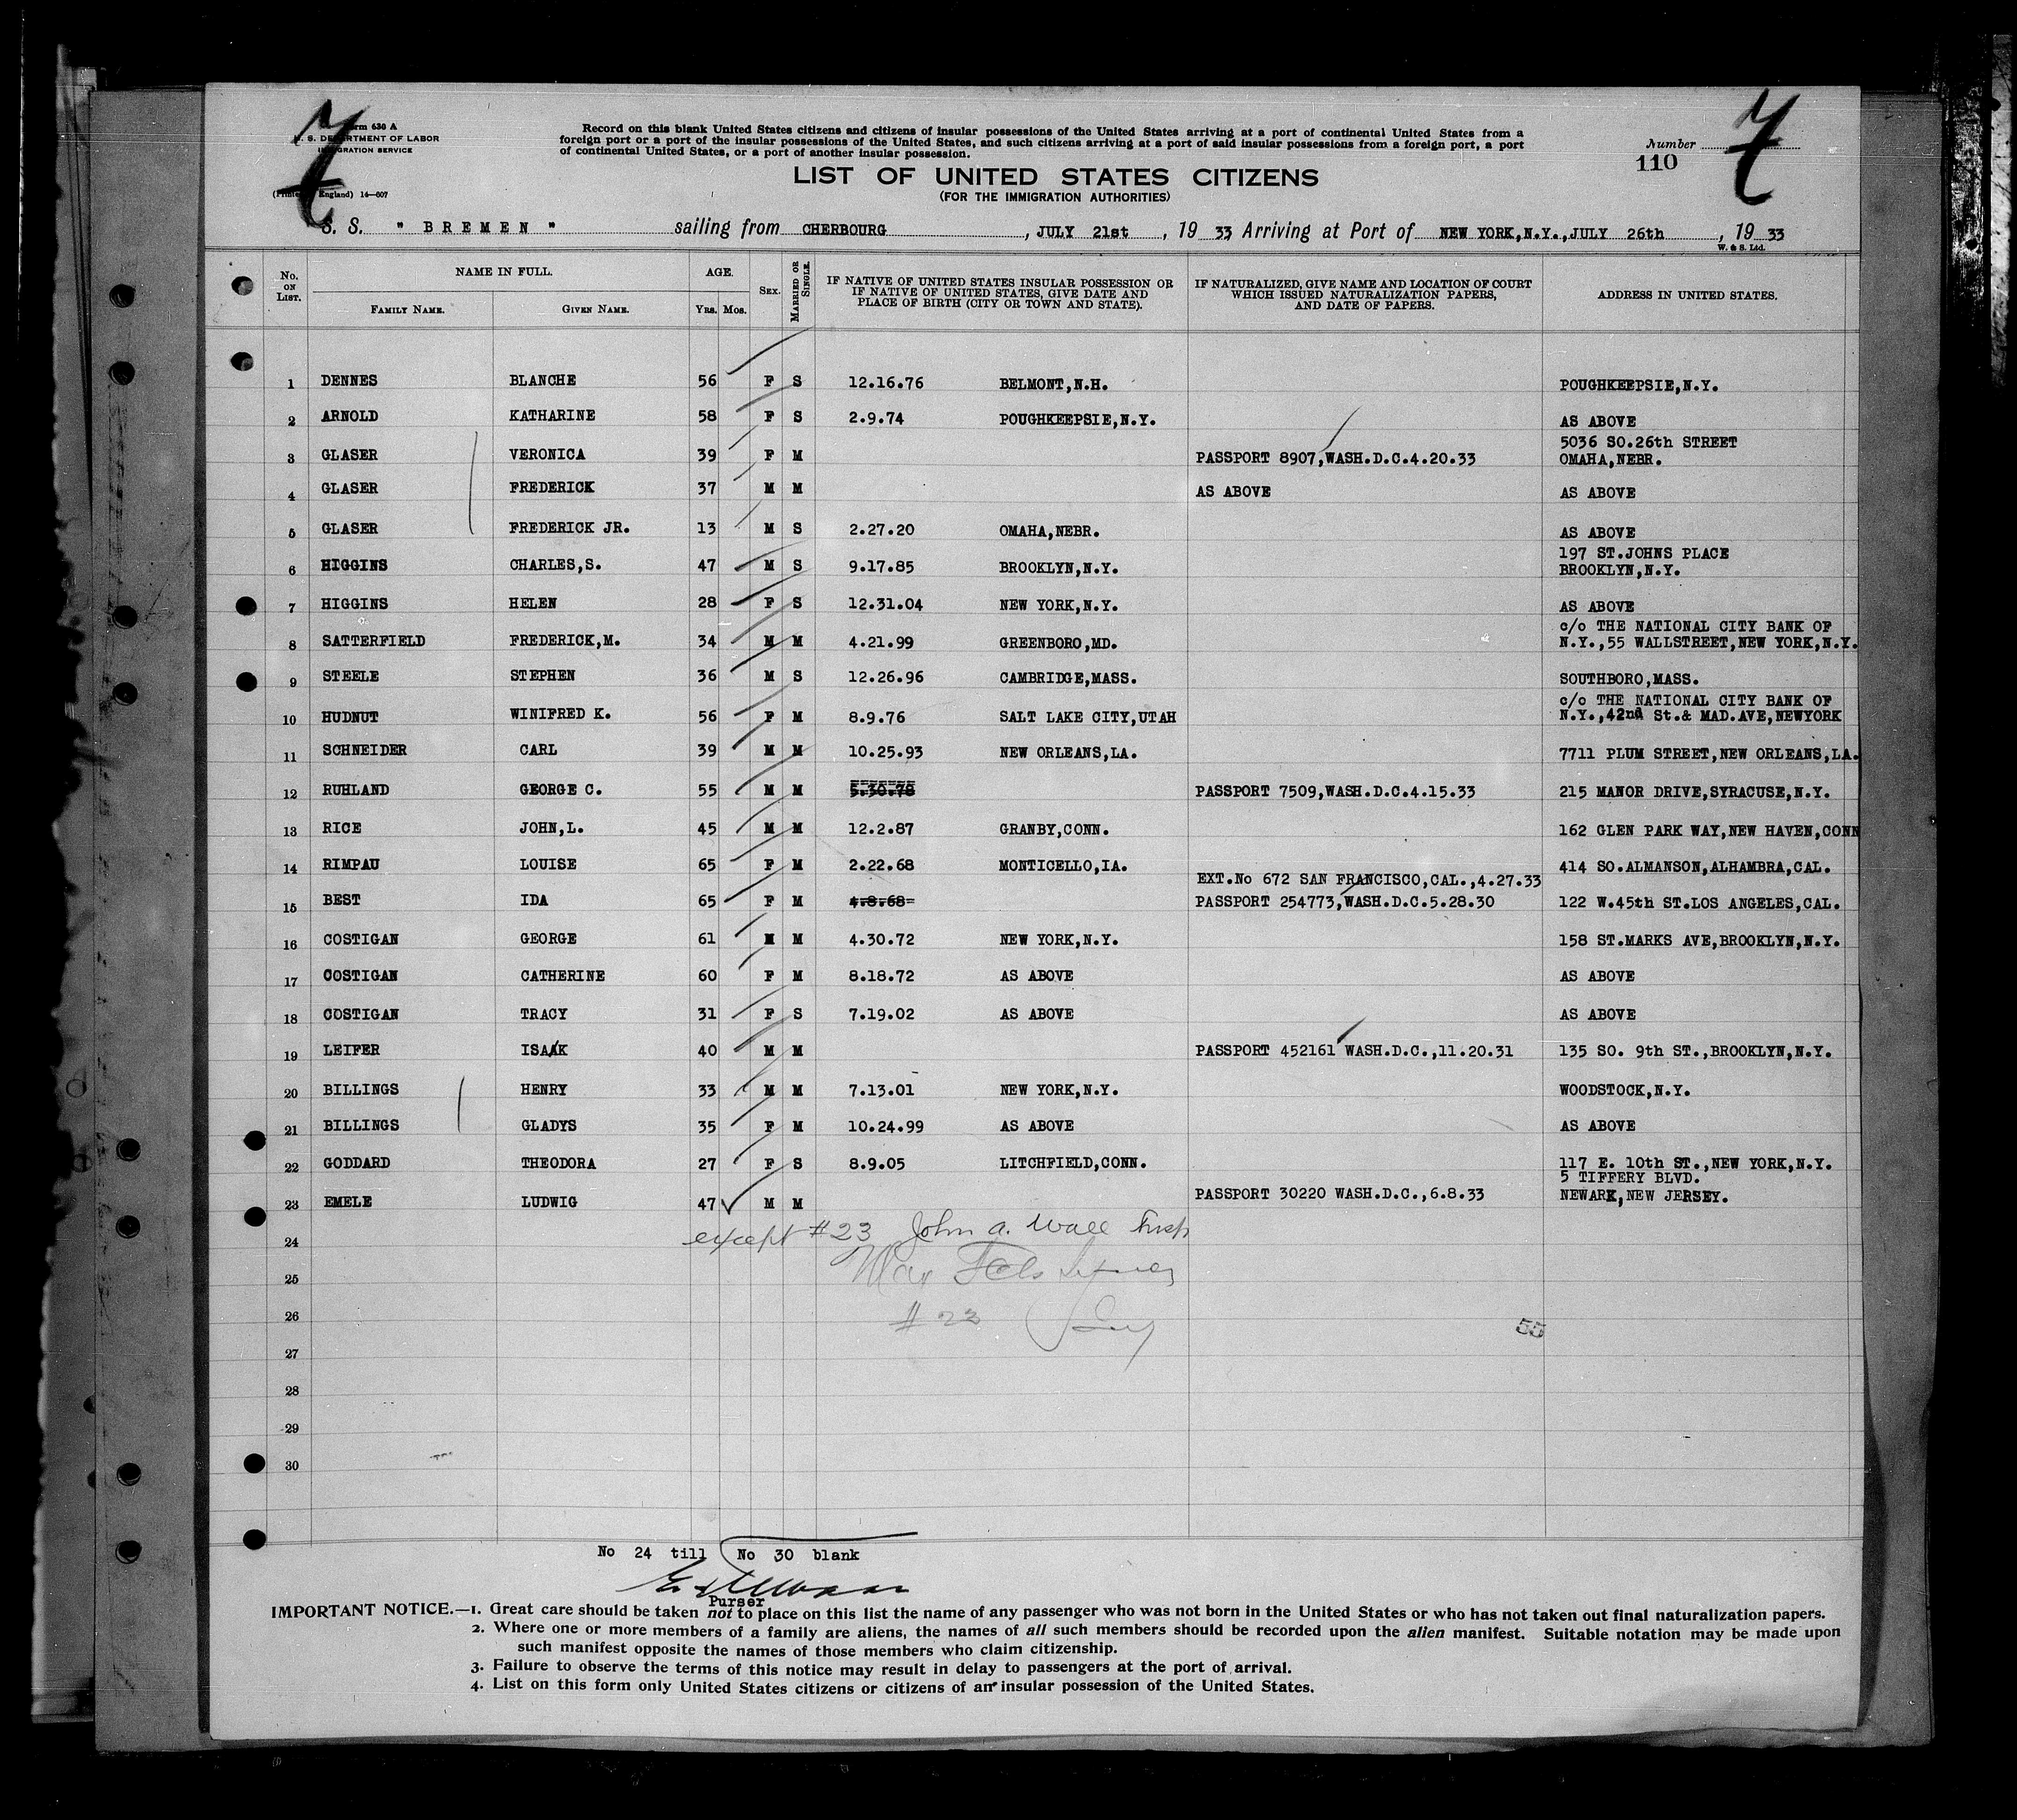 7
Form 630 A
U. S. DEPARTMENT OF LABOR
IMMIGRATION SERVICE
(Printed England) 14—607
Record on this blank United States citizens and citizens of insular possessions of the United States arriving at a port of continental United States from a
foreign port or a port of the insular possessions of the United States, and such citizens arriving at a port of said insular possessions from a foreign port, a port
of continental United States, or a port of another insular possession.
Number
110
7
LIST OF UNITED STATES CITIZENS
(FOR THE IMMIGRATION AUTHORITIES)
S. S. " BREMEN " sailing from CHERBOURG , JULY 21st , 19 33 Arriving at Port of NEW YORK,N.Y.,JULY 26th , 19 33
W. & S. Ltd.
No. ON LIST. NAME IN FULL. AGE. SEX. MARRIED OR SINGLE. IF NATIVE OF UNITED STATES INSULAR POSSESSION OR IF NATIVE OF UNITED STATES, GIVE DATE AND PLACE OF BIRTH (CITY OR TOWN AND STATE). IF NATURALIZED, GIVE NAME AND LOCATION OF COURT WHICH ISSUED NATURALIZATION PAPERS, AND DATE OF PAPERS. ADDRESS IN UNITED STATES.
FAMILY NAME. GIVEN NAME. YRS. MOS.
1 DENNES BLANCHE 56 F S 12.16.76 BELMONT,N.H. POUGHKEEPSIE,N.Y.
2 ARNOLD KATHARINE 58 F S 2.9.74 POUGHKEEPSIE,N.Y. AS ABOVE
5036 SO.26th STREET
3 GLASER VERONICA 39 F M PASSPORT 8907,WASH.D.C.4.20.33 OMAHA,NEBR.
4 GLASER FREDERICK 37 M M AS ABOVE AS ABOVE
5 GLASER FREDERICK JR. 13 M S 2.27.20 OMAHA,NEBR. AS ABOVE
197 ST.JOHNS PLACE
6 HIGGINS CHARLES,S. 47 M S 9.17.85 BROOKLYN,N.Y. BROOKLYN,N.Y.
7 HIGGINS HELEN 28 F S 12.31.04 NEW YORK,N.Y. AS ABOVE
c/o THE NATIONAL CITY BANK OF
8 SATTERFIELD FREDERICK,M. 34 M M 4.21.99 GREENBORO,MD. N.Y.,55 WALLSTREET,NEW YORK,N.Y.
9 STEELE STEPHEN 36 M S 12.26.96 CAMBRIDGE,MASS. SOUTHBORO,MASS.
c/o THE NATIONAL CITY BANK OF
10 HUDNUT WINIFRED K. 56 F M 8.9.76 SALT LAKE CITY,UTAH N.Y.,42nd St.& MAD.AVE,NEWYORK
11 SCHNEIDER CARL 39 M M 10.25.93 NEW ORLEANS,LA. 7711 PLUM STREET,NEW ORLEANS,LA.
12 RUHLAND GEORGE C. 55 M M 5.30.78 PASSPORT 7509,WASH.D.C.4.15.33 215 MANOR DRIVE,SYRACUSE,N.Y.
13 RICE JOHN,L. 45 M M 12.2.87 GRANBY,CONN. 162 GLEN PARK WAY,NEW HAVEN,CONN
14 RIMPAU LOUISE 65 F M 2.22.68 MONTICELLO,IA. 414 SO.ALMANSON,ALHAMBRA,CAL.
EXT.No 672 SAN FRANCISCO,CAL.,4.27.33
15 BEST IDA 65 F M 4.8.68 PASSPORT 254773,WASH.D.C.5.28.30 122 W.45th ST.LOS ANGELES,CAL.
16 COSTIGAN GEORGE 61 M M 4.30.72 NEW YORK,N.Y. 158 ST.MARKS AVE,BROOKLYN,N.Y.
17 COSTIGAN CATHERINE 60 F M 8.18.72 AS ABOVE AS ABOVE
18 COSTIGAN TRACY 31 F S 7.19.02 AS ABOVE AS ABOVE
19 LEIFER ISAAK 40 M M PASSPORT 452161 WASH.D.C.,11.20.31 135 SO. 9th ST.,BROOKLYN,N.Y.
20 BILLINGS HENRY 33 M M 7.13.01 NEW YORK,N.Y. WOODSTOCK,N.Y.
21 BILLINGS GLADYS 35 F M 10.24.99 AS ABOVE AS ABOVE
22 GODDARD THEODORA 27 F S 8.9.05 LITCHFIELD,CONN. 117 E. 10th ST.,NEW YORK,N.Y.
5 TIFFERY BLVD.
23 EMELE LUDWIG 47 M M PASSPORT 30220 WASH.D.C.,6.8.33 NEWARK,NEW JERSEY.
except #23 John A. Wall Insp
24
25
26 # 23
55
27
28
29
30
No 24 till No 30 blank
Purser
IMPORTANT NOTICE.—1. Great care should be taken not to place on this list the name of any passenger who was not born in the United States or who has not taken out final naturalization papers.
2. Where one or more members of a family are aliens, the names of all such members should be recorded upon the alien manifest. Suitable notation may be made upon
such manifest opposite the names of those members who claim citizenship.
3. Failure to observe the terms of this notice may result in delay to passengers at the port of arrival.
4. List on this form only United States citizens or citizens of an insular possession of the United States.